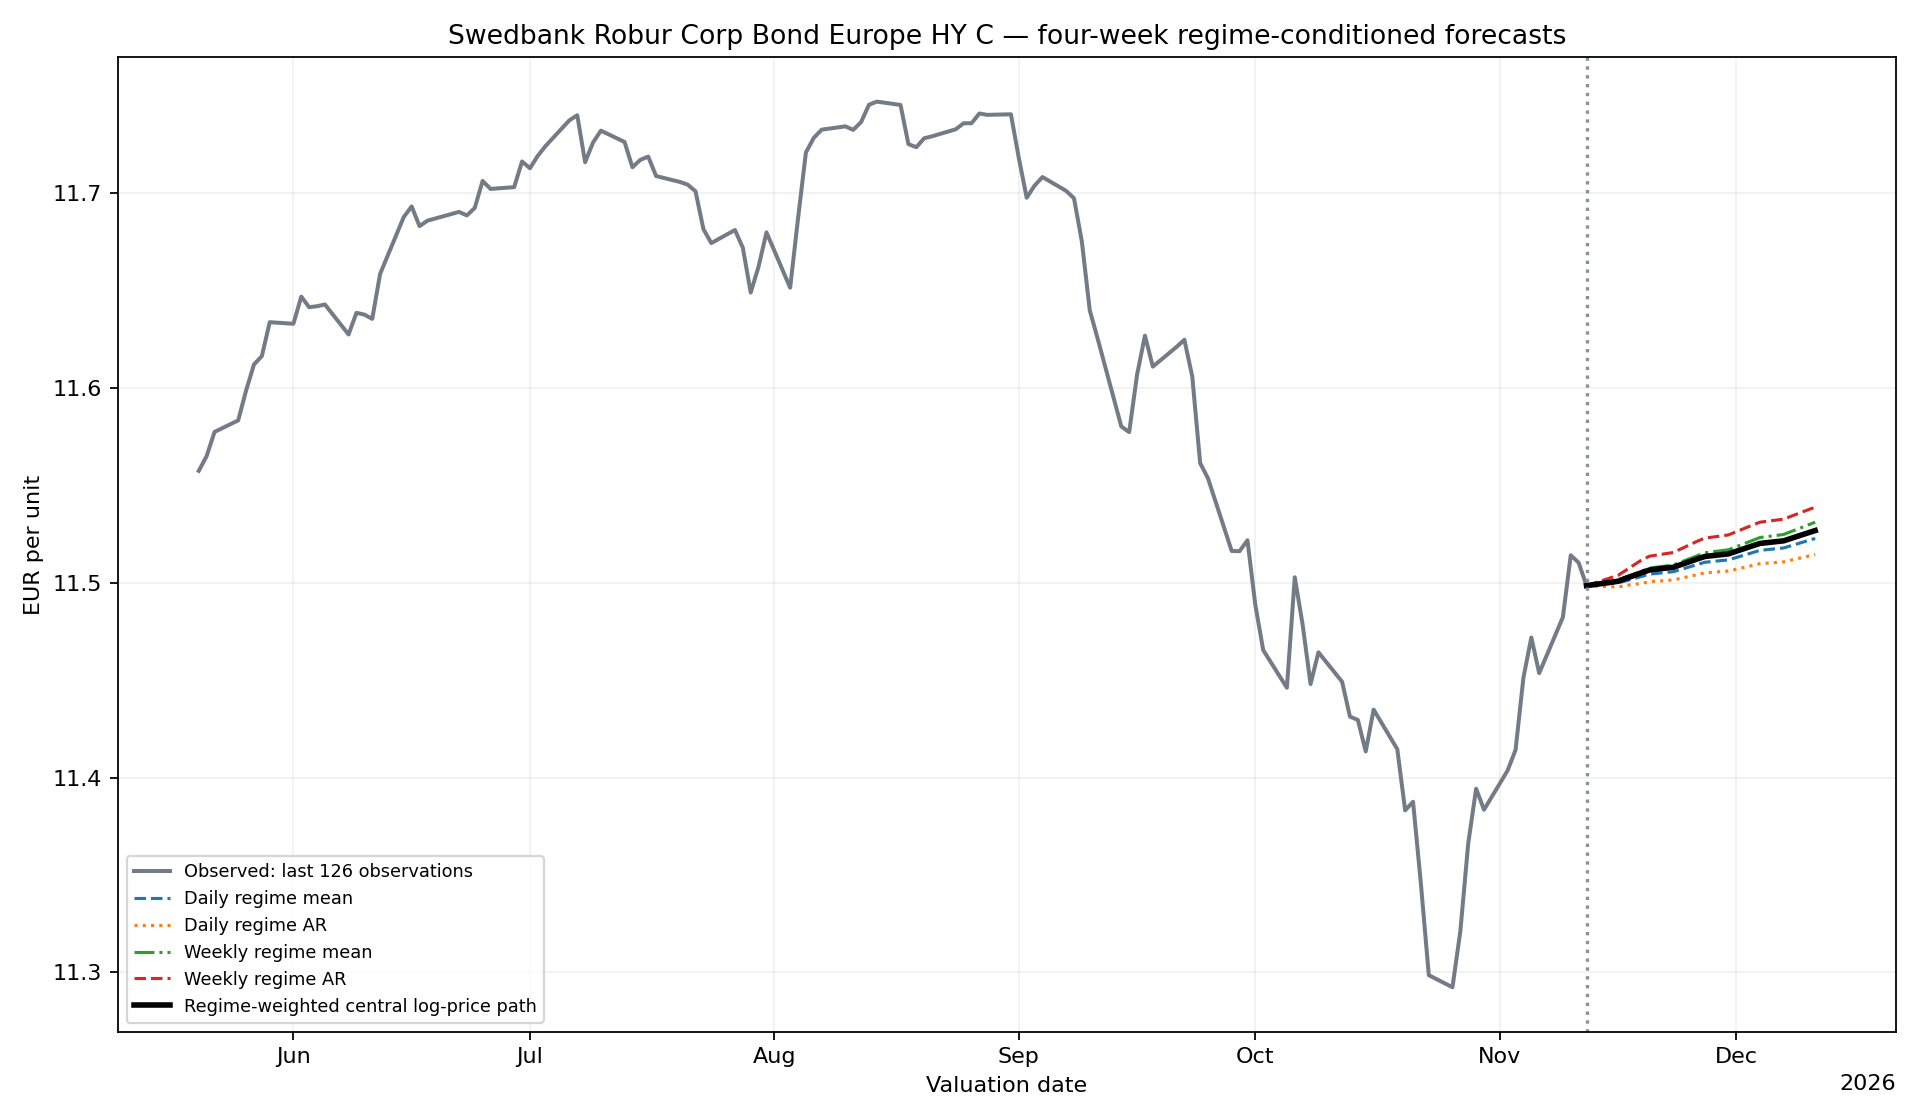 Swedbank Robur Corp Bond Europe HY C — four-week regime-conditioned forecasts
EUR per unit
11.7
11.6
11.5
11.4
11.3
Observed: last 126 observations
Daily regime mean
Daily regime AR
Weekly regime mean
Weekly regime AR
Regime-weighted central log-price path
Jun Jul Aug Sep Oct Nov Dec
Valuation date
2026